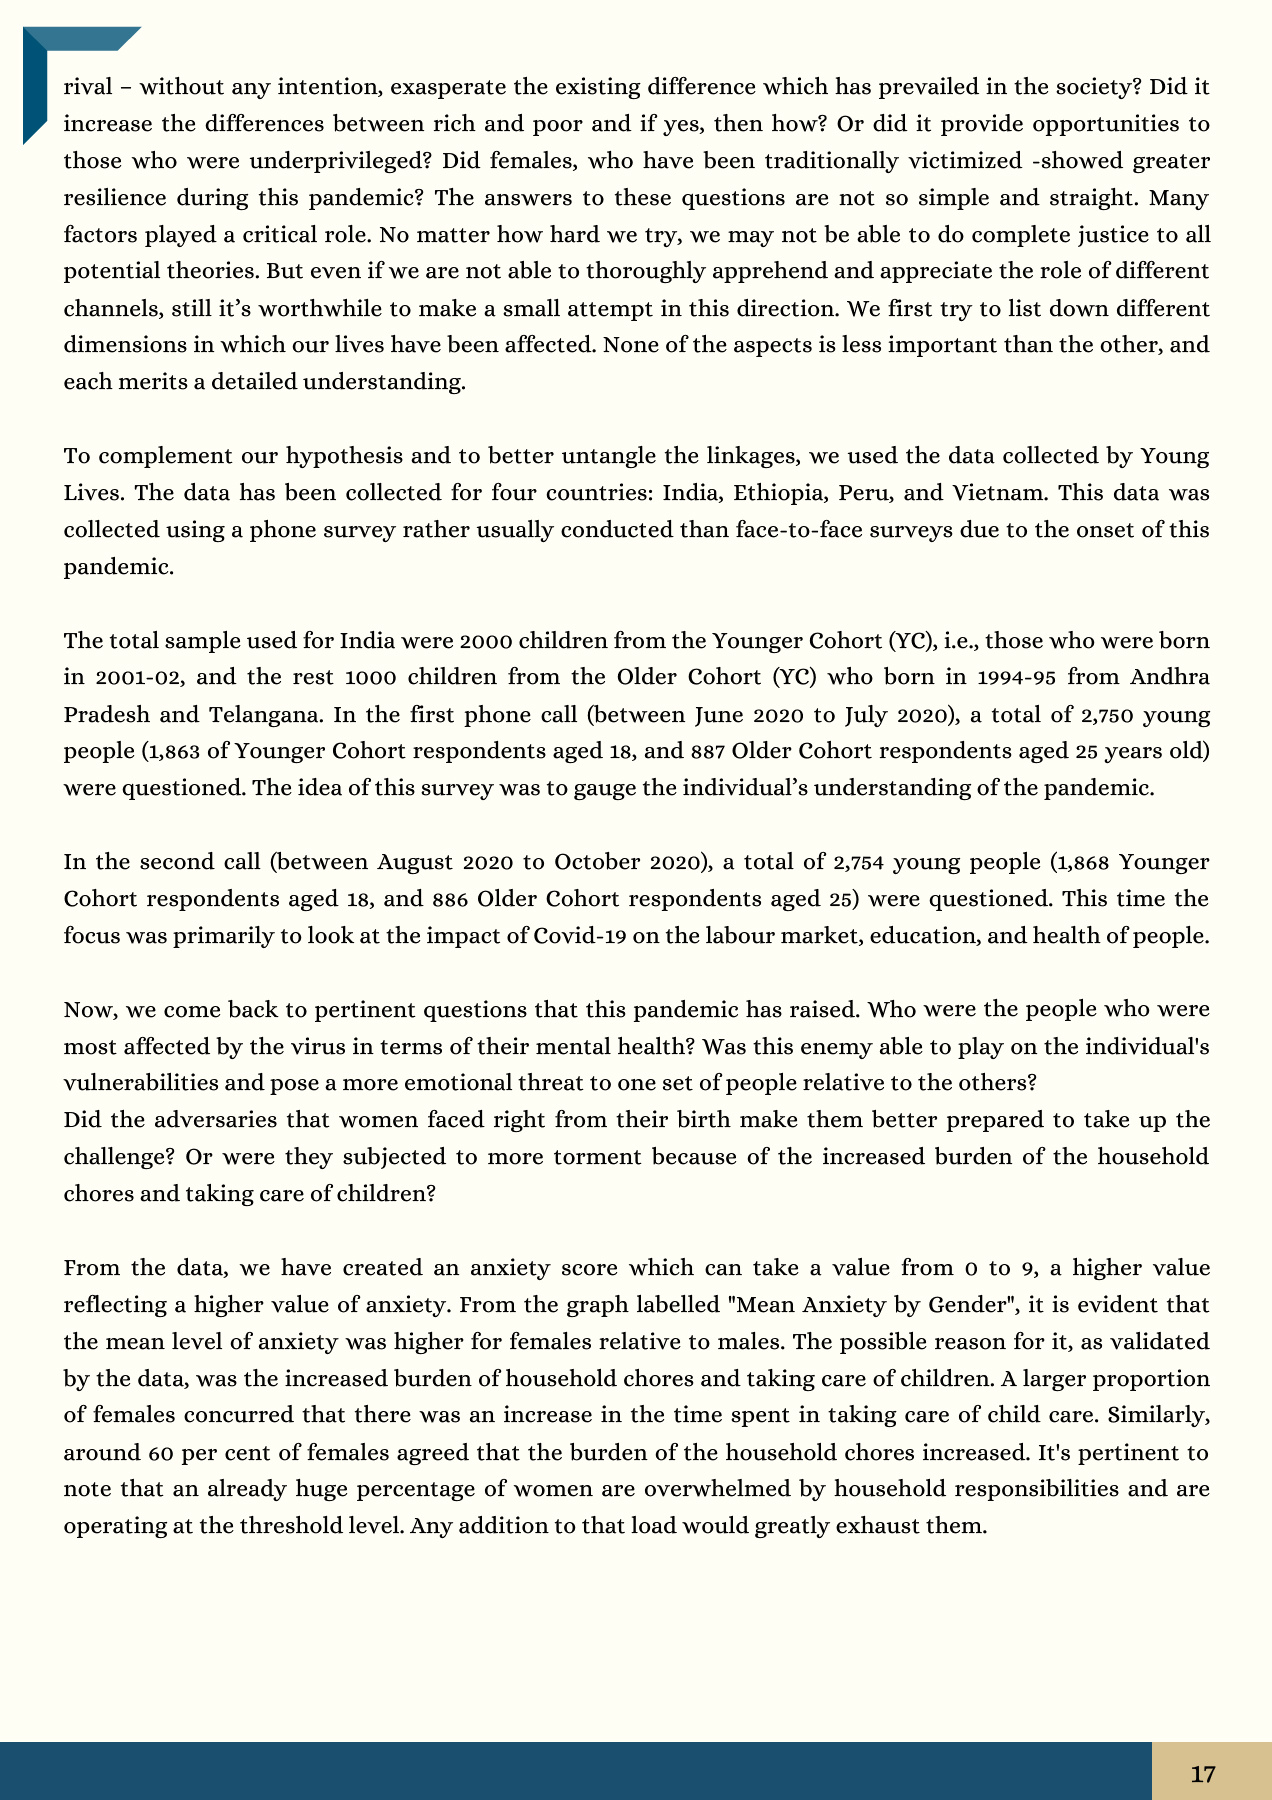 rival – without any intention, exasperate the existing difference which has prevailed in the society? Did it
increase the differences between rich and poor and if yes, then how? Or did it provide opportunities to
those who were underprivileged? Did females, who have been traditionally victimized -showed greater
resilience during this pandemic? The answers to these questions are not so simple and straight. Many
factors played a critical role. No matter how hard we try, we may not be able to do complete justice to all
potential theories. But even if we are not able to thoroughly apprehend and appreciate the role of different
channels, still it’s worthwhile to make a small attempt in this direction. We first try to list down different
dimensions in which our lives have been affected. None of the aspects is less important than the other, and
each merits a detailed understanding.
To complement our hypothesis and to better untangle the linkages, we used the data collected by Young
Lives. The data has been collected for four countries: India, Ethiopia, Peru, and Vietnam. This data was
collected using a phone survey rather usually conducted than face-to-face surveys due to the onset of this
pandemic.
The total sample used for India were 2000 children from the Younger Cohort (YC), i.e., those who were born
in 2001-02, and the rest 1000 children from the Older Cohort (YC) who born in 1994-95 from Andhra
Pradesh and Telangana. In the first phone call (between June 2020 to July 2020), a total of 2,750 young
people (1,863 of Younger Cohort respondents aged 18, and 887 Older Cohort respondents aged 25 years old)
were questioned. The idea of this survey was to gauge the individual’s understanding of the pandemic.
In the second call (between August 2020 to October 2020), a total of 2,754 young people (1,868 Younger
Cohort respondents aged 18, and 886 Older Cohort respondents aged 25) were questioned. This time the
focus was primarily to look at the impact of Covid-19 on the labour market, education, and health of people.
Now, we come back to pertinent questions that this pandemic has raised. Who were the people who were
most affected by the virus in terms of their mental health? Was this enemy able to play on the individual's
vulnerabilities and pose a more emotional threat to one set of people relative to the others?
Did the adversaries that women faced right from their birth make them better prepared to take up the
challenge? Or were they subjected to more torment because of the increased burden of the household
chores and taking care of children?
From the data, we have created an anxiety score which can take a value from 0 to 9, a higher value
reflecting a higher value of anxiety. From the graph labelled "Mean Anxiety by Gender", it is evident that
the mean level of anxiety was higher for females relative to males. The possible reason for it, as validated
by the data, was the increased burden of household chores and taking care of children. A larger proportion
of females concurred that there was an increase in the time spent in taking care of child care. Similarly,
around 60 per cent of females agreed that the burden of the household chores increased. It's pertinent to
note that an already huge percentage of women are overwhelmed by household responsibilities and are
operating at the threshold level. Any addition to that load would greatly exhaust them.
17